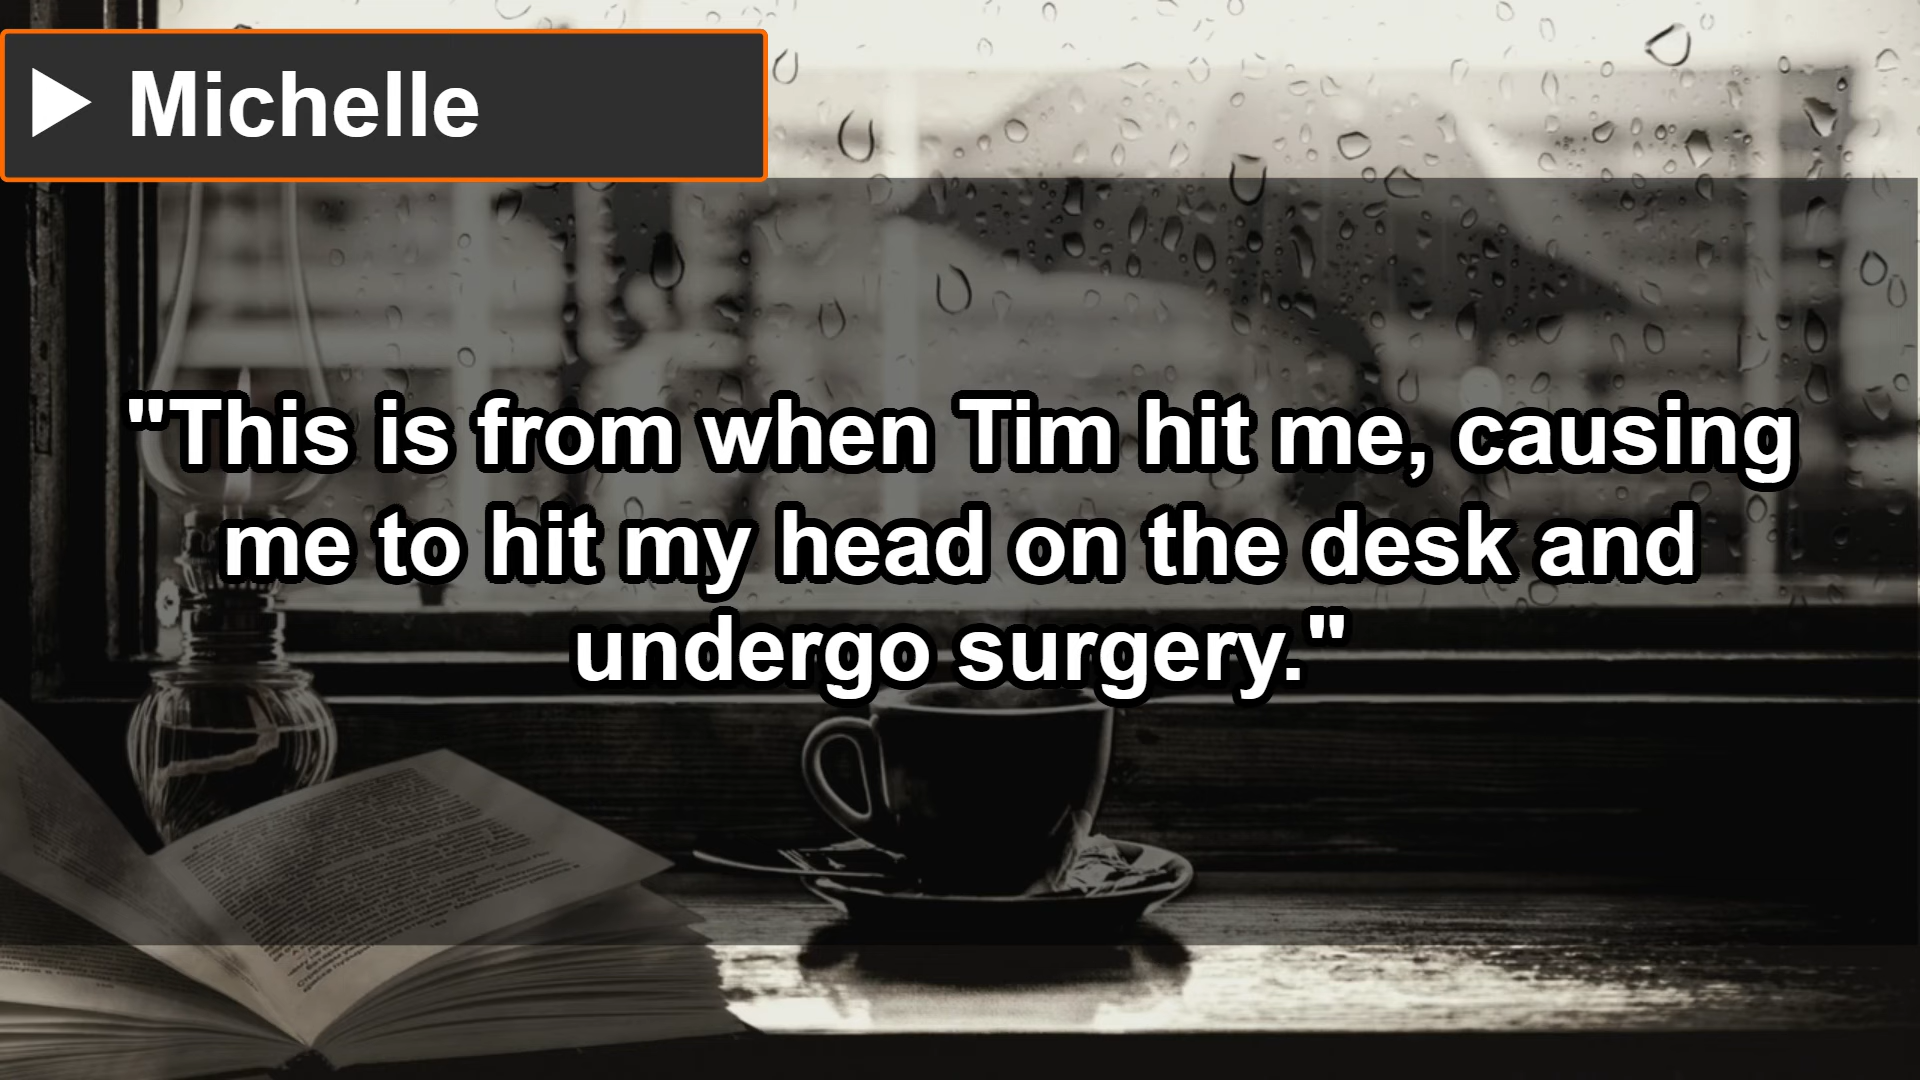 Michelle
"This is from when Tim hit me, causing
me to hit my head on the desk and
undergo surgery."